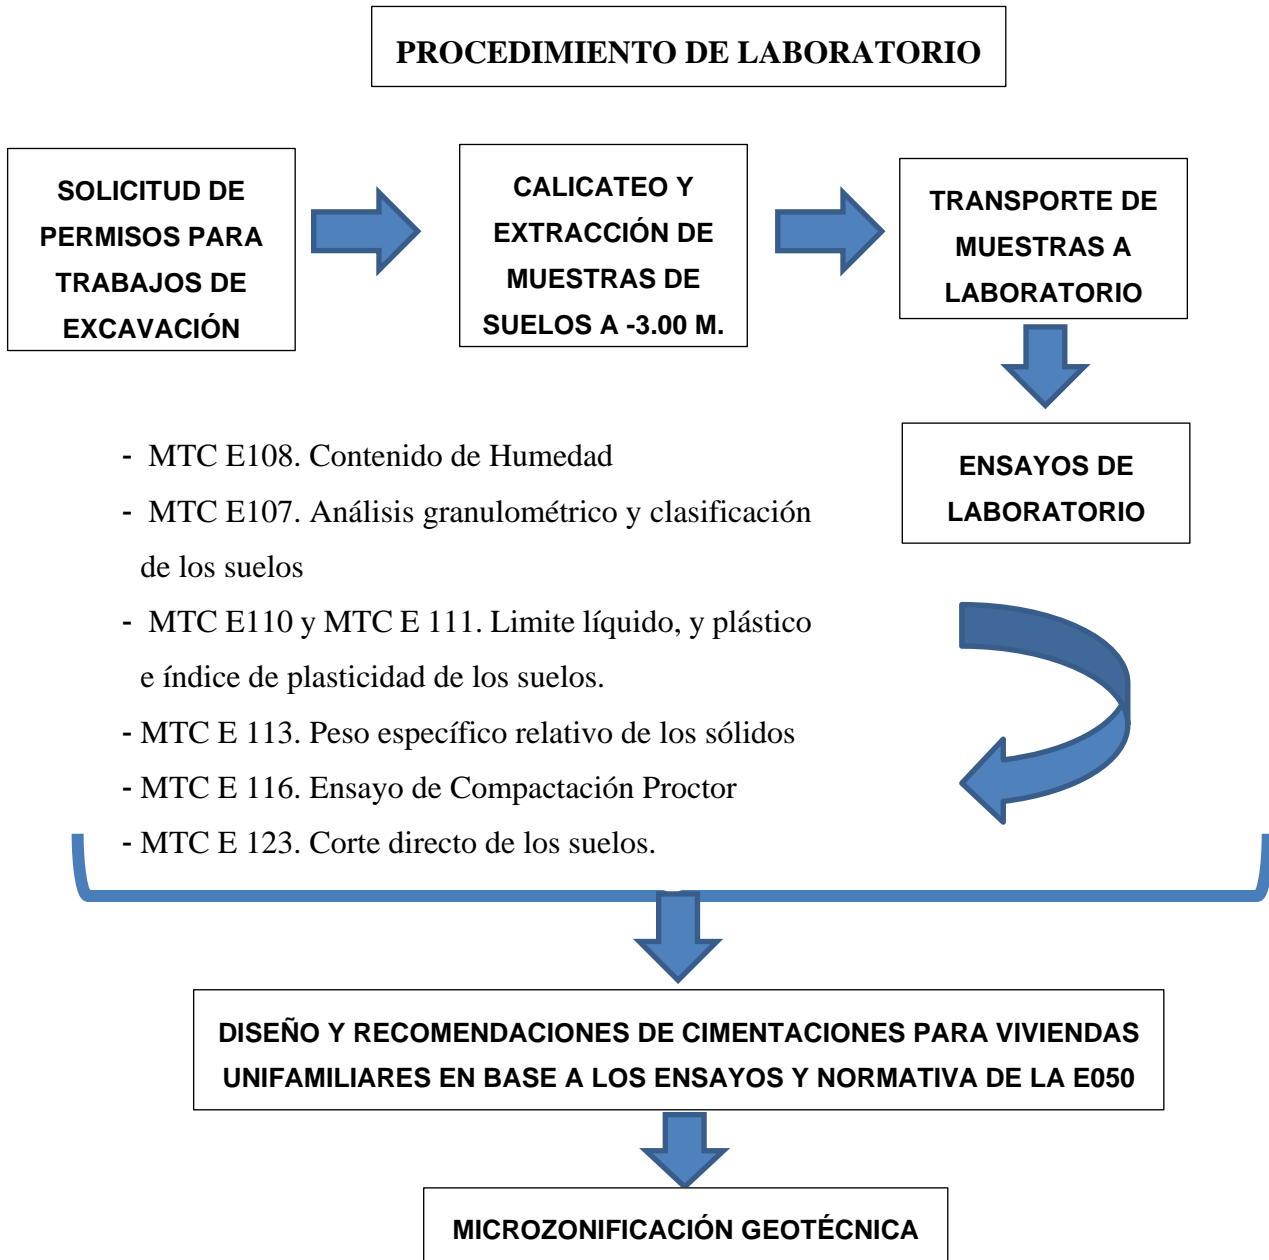 PROCEDIMIENTO DE LABORATORIO
SOLICITUD DE
PERMISOS PARA
TRABAJOS DE
EXCAVACIÓN
CALICATEO Y
EXTRACCIÓN DE
MUESTRAS DE
SUELOS A -3.00 M.
TRANSPORTE DE
MUESTRAS A
LABORATORIO
ENSAYOS DE
LABORATORIO
- MTC E108. Contenido de Humedad
- MTC E107. Análisis granulométrico y clasificación
de los suelos
- MTC E110 y MTC E 111. Limite líquido, y plástico
e índice de plasticidad de los suelos.
- MTC E 113. Peso específico relativo de los sólidos
- MTC E 116. Ensayo de Compactación Proctor
- MTC E 123. Corte directo de los suelos.
DISEÑO Y RECOMENDACIONES DE CIMENTACIONES PARA VIVIENDAS
UNIFAMILIARES EN BASE A LOS ENSAYOS Y NORMATIVA DE LA E050
MICROZONIFICACIÓN GEOTÉCNICA